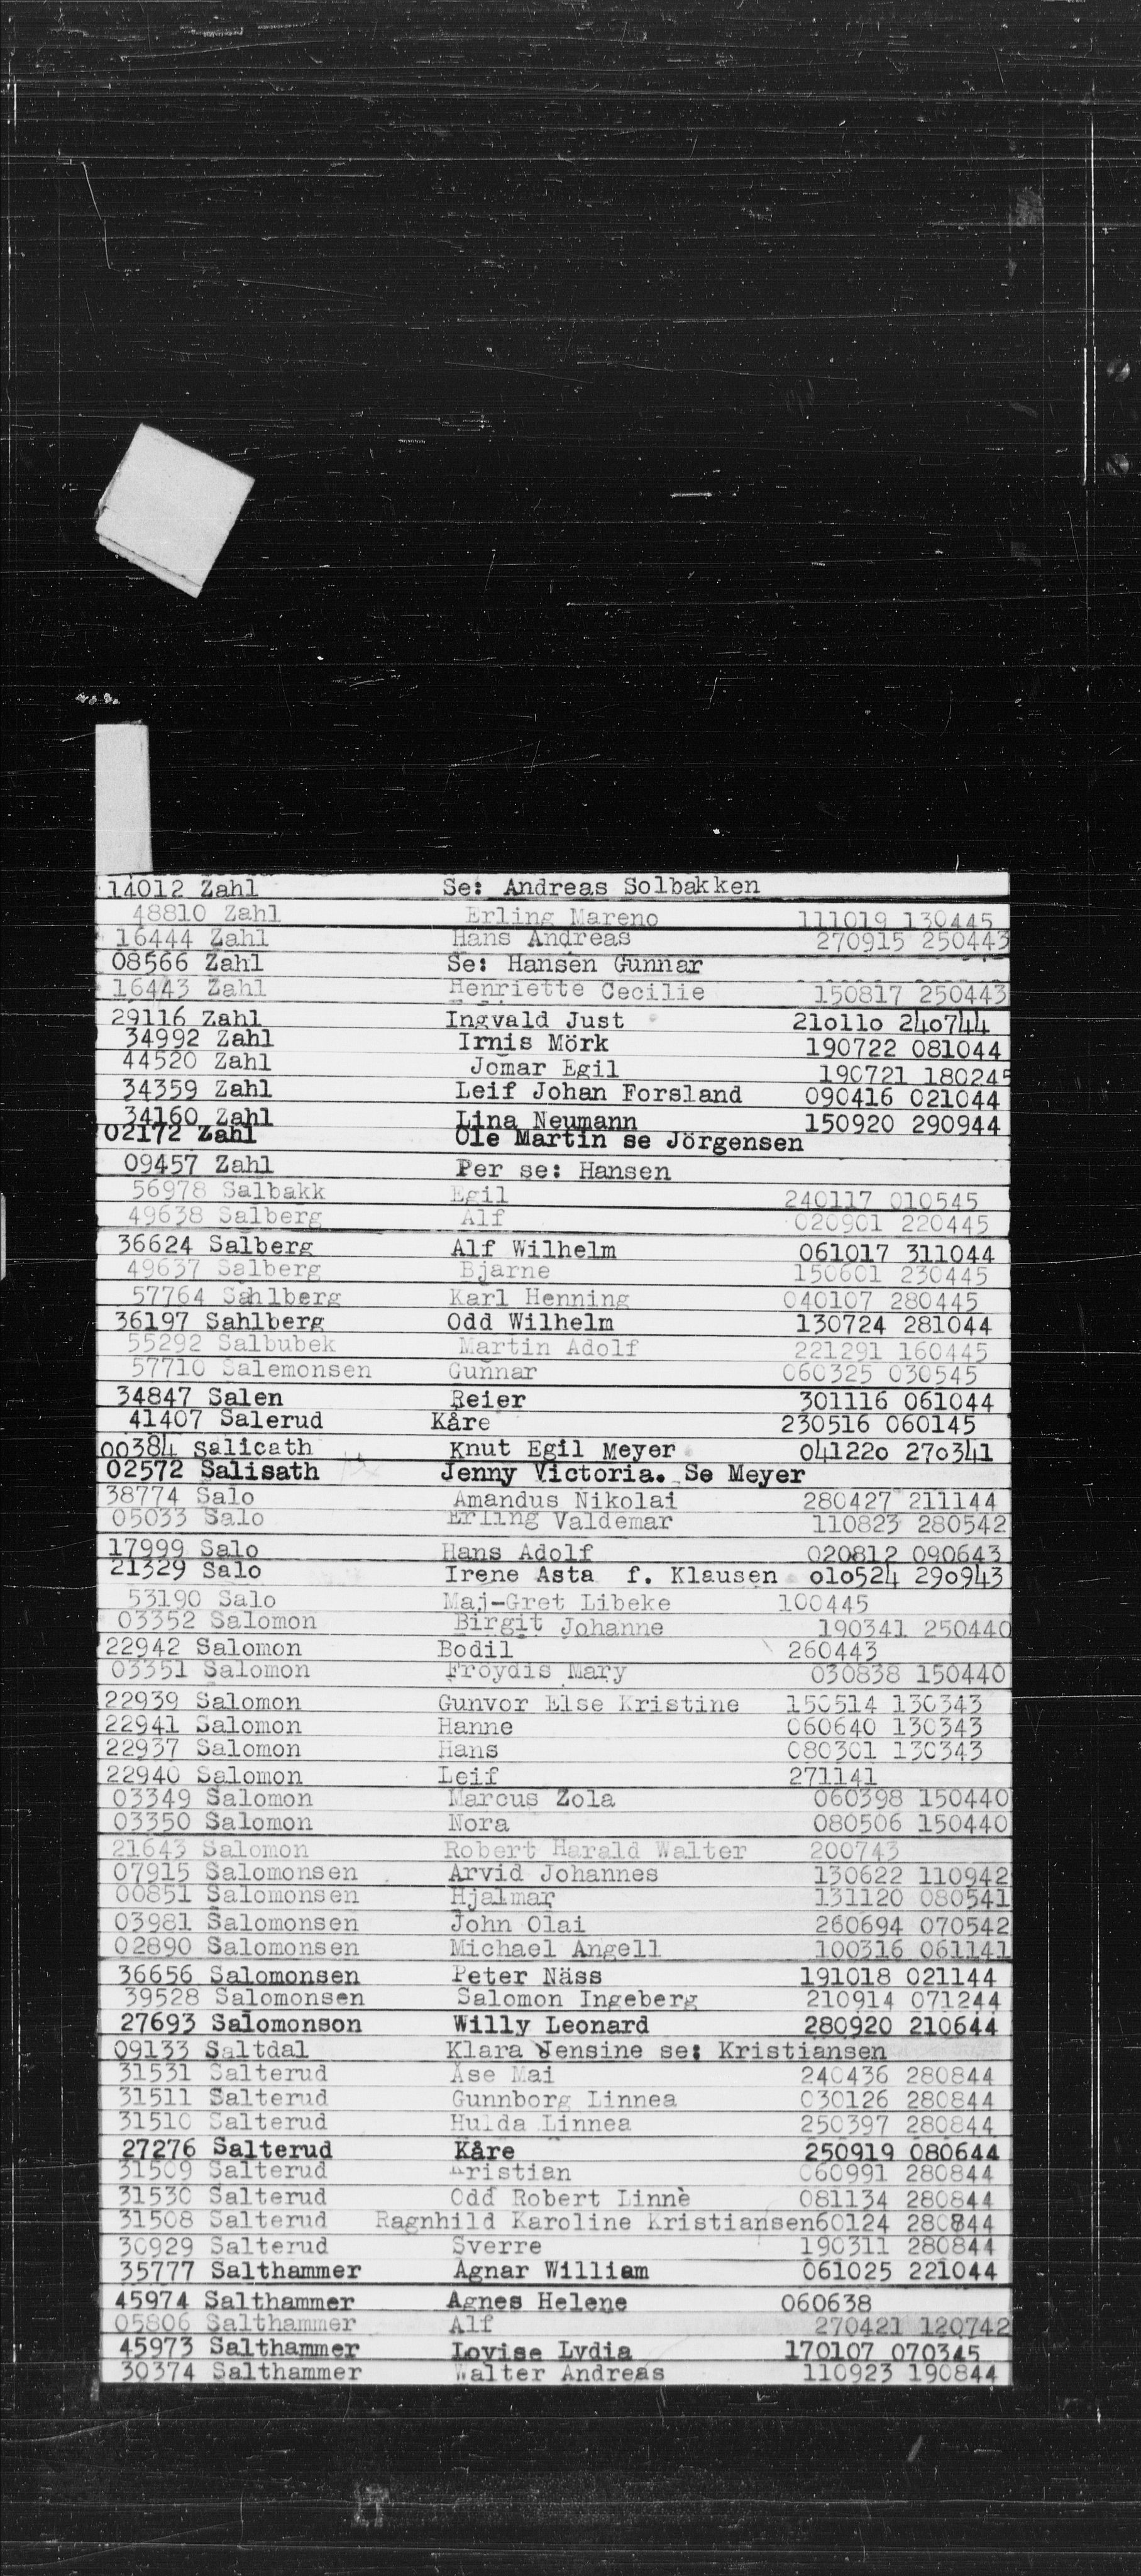 14012 Zahl Se: Andreas Solbakken
48810 Zahl Erling Mareno 111019 130445
16444 Zahl Hans Andreas 270915 250443
08566 Zahl Se: Hansen Gunnar
16443 Zahl Henriette Cecilie 150817 250443
29116 Zahl Ingvald Just 210110 240744
34992 Zahl Irnis Mörk 190722 081044
44520 Zahl Jomar Egil 190721 180245
34359 Zahl Leif Johan Forsland 090416 021044
34160 Zahl Lina Neumann 150920 290944
02172 Zahl Ole Martin se Jörgensen
09457 Zahl Per se: Hansen
56978 Salbakk Egil 240117 010545
49638 Salberg Alf 020901 220445
36624 Salberg Alf Wilhelm 061017 311044
49637 Salberg Bjarne 150601 230445
57764 Sahlberg Karl Henning 040107 280445
36197 Sahlberg Odd Wilhelm 130724 281044
55292 Salbubek Martin Adolf 221291 160445
57710 Salemonsen Gunnar 060325 030545
34847 Salen Reier 301116 061044
41407 Salerud Kåre 230516 060145
00384 Salicath Knut Egil Meyer 041220 270341
02572 Salisath Jenny Victoria. Se Meyer
38774 Salo Amandus Nikolai 280427 211144
05033 Salo Erling Valdemar 110823 280542
17999 Salo Hans Adolf 020812 090643
21329 Salo Irene Asta f. Klausen 010524 290943
53190 Salo Maj-Gret Libeke 100445
03352 Salomon Birgit Johanne 190341 250440
22942 Salomon Bodil 260443
03351 Salomon Fröydis Mary 030838 150440
22939 Salomon Gunvor Else Kristine 150514 130343
22941 Salomon Hanne 060640 130343
22937 Salomon Hans 080301 130343
22940 Salomon Leif 271141
03349 Salomon Marcus Zola 060398 150440
03350 Salomon Nora 080506 150440
21643 Salomon Robert Harald Walter 200743
07915 Salomonsen Arvid Johannes 130622 110942
00851 Salomonsen Hjalmar 131120 080541
03981 Salomonsen John Olai 260694 070542
02890 Salomonsen Michael Angell 100316 061141
36656 Salomonsen Peter Näss 191018 021144
39528 Salomonsen Salomon Ingeberg 210914 071244
27693 Salomonson Willy Leonard 280920 210644
09133 Saltdal Klara Jensine se: Kristiansen
31531 Salterud Åse Mai 240436 280844
31511 Salterud Gunnborg Linnea 030126 280844
31510 Salterud Hulda Linnea 250397 280844
27276 Salterud Kåre 250919 080644
31509 Salterud Kristian 060991 280844
31530 Salterud Odd Robert Linnè 081134 280844
31508 Salterud Ragnhild Karoline Kristiansen60124 280844
30929 Salterud Sverre 190311 280844
35777 Salthammer Agnar William 061025 221044
45974 Salthammer Agnes Helene 060638
05806 Salthammer Alf 270421 120742
45973 Salthammer Lovise Lydia 170107 070345
30374 Salthammer Walter Andreas 110923 190844